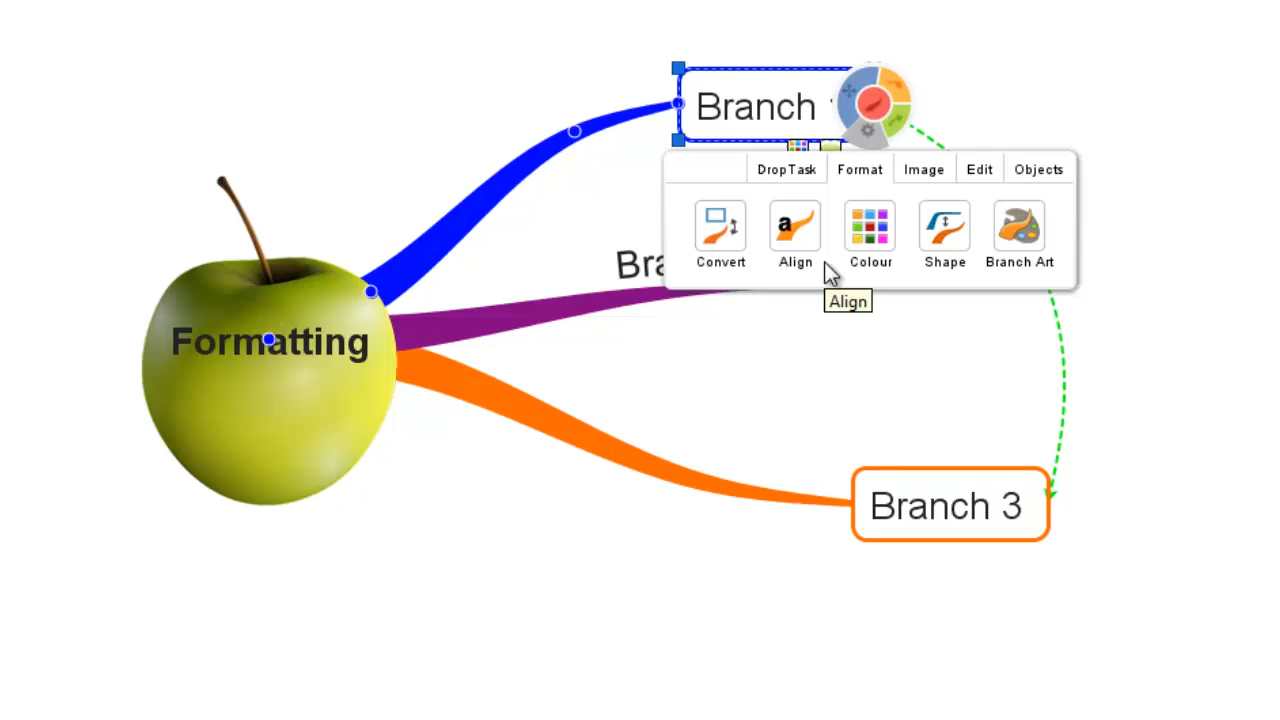 Branch
DropTask Format Image Edit Objects
Convert Align Colour Shape Branch Art
Align
Formatting
Branch 3